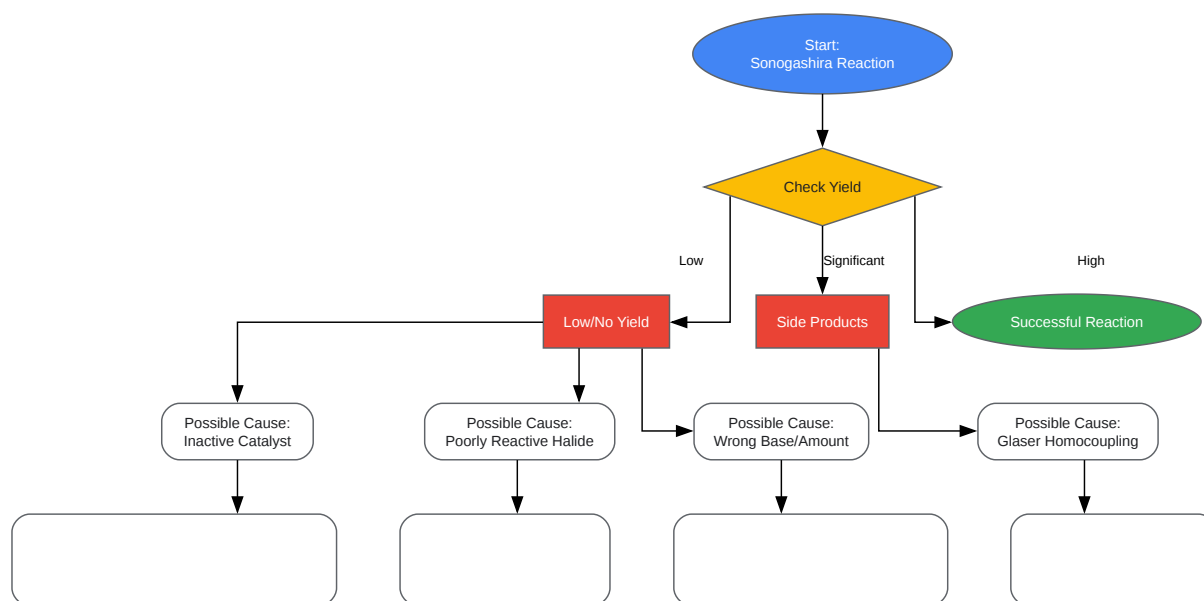 Start:
Sonogashira Reaction
Check Yield
Low
Significant
High
Low/No Yield
Side Products
Successful Reaction
Possible Cause:
Inactive Catalyst
Possible Cause:
Poorly Reactive Halide
Possible Cause:
Wrong Base/Amount
Possible Cause:
Glaser Homocoupling